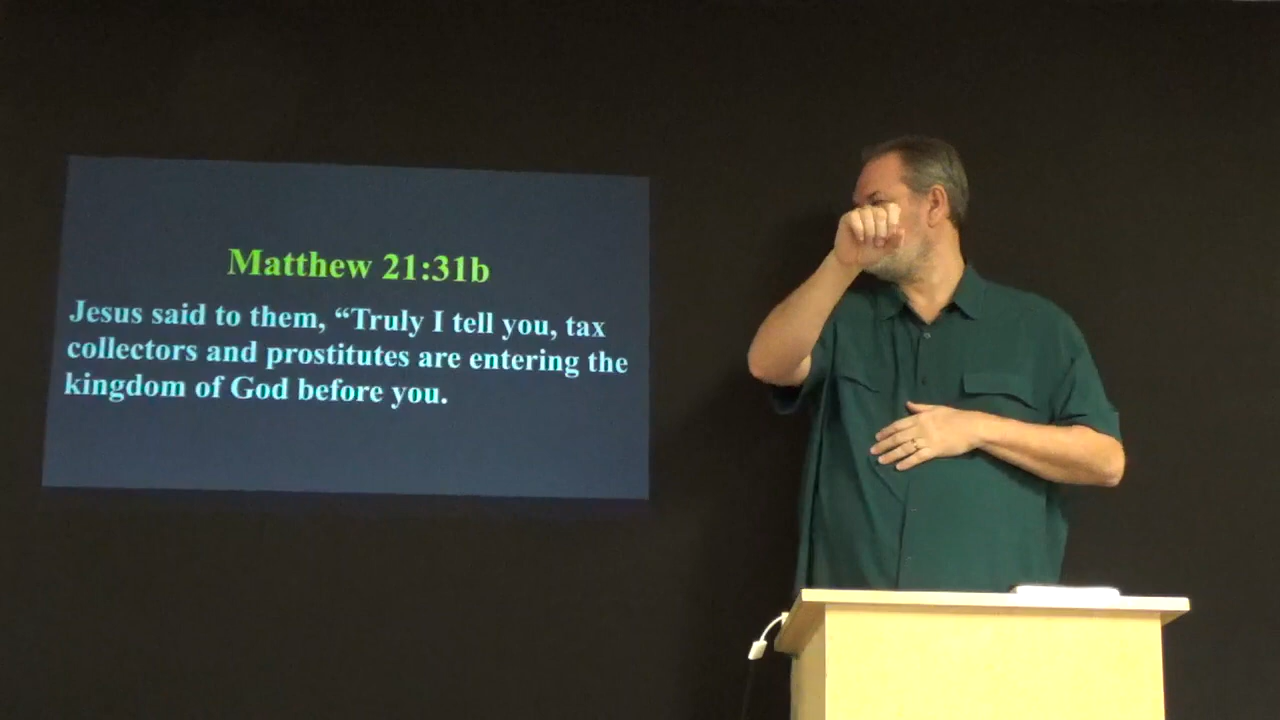 Matthew 21:31b
Jesus said to them, “Truly I tell you, tax
collectors and prostitutes are entering the
kingdom of God before you.